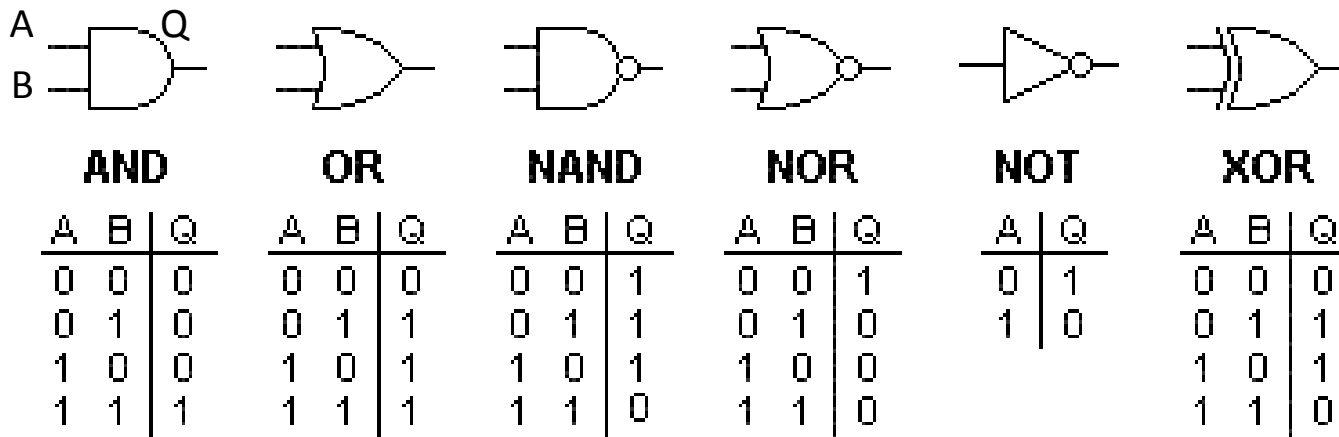 A Q
B
AND OR NAND NOR NOT XOR
A B Q A B Q A B Q A B Q A Q A B Q
0 0 0 0 0 0 0 0 1 0 0 1 0 1 0 0 0
0 1 0 0 1 1 0 1 1 0 1 0 1 0 0 1 1
1 0 0 1 0 1 1 0 1 1 0 0 1 0 1
1 1 1 1 1 1 1 1 0 1 1 0 1 1 0